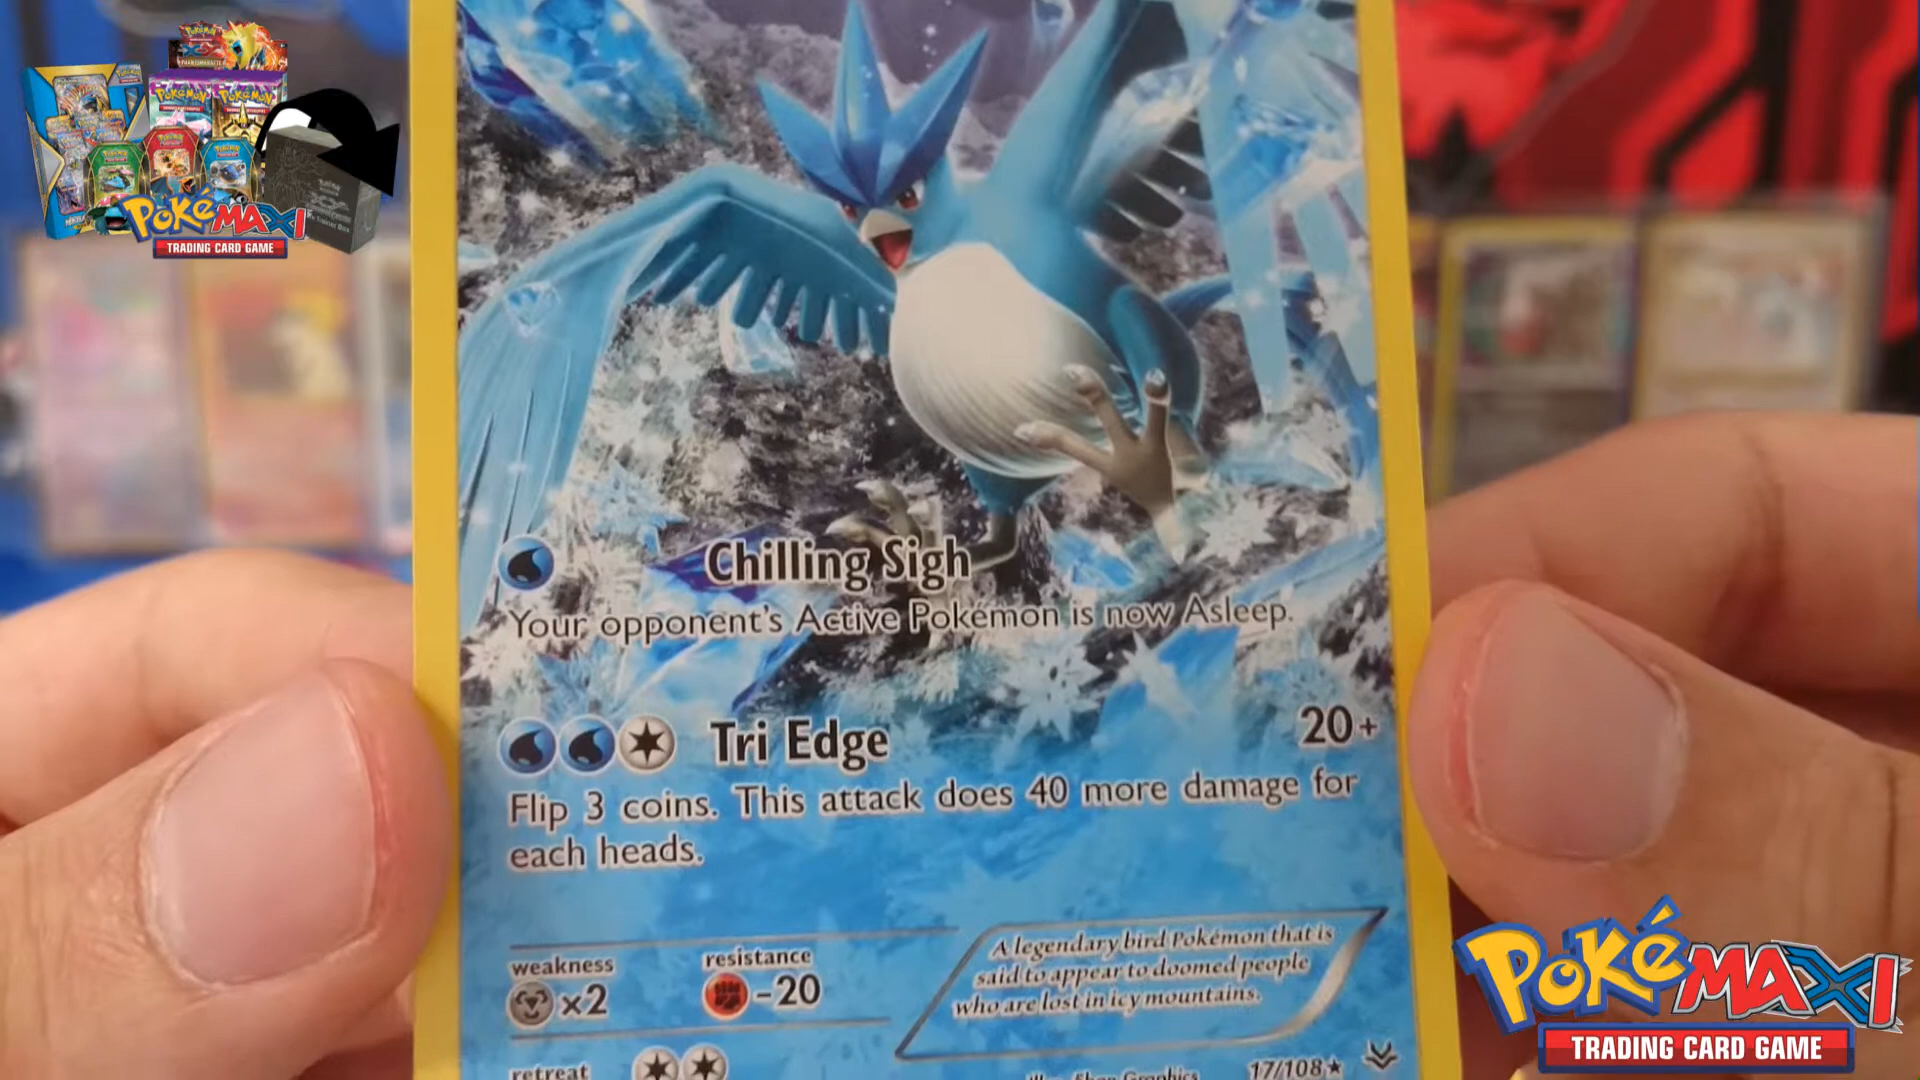 PokéMAXI
TRADING CARD GAME
Chilling Sigh
Your opponent's Active Pokémon is now Asleep.
Tri Edge 20+
Flip 3 coins. This attack does 40 more damage for
each heads.
weakness
×2
resistance
-20
A legendary bird Pokémon that is
said to appear to doomed people
who are lost in icy mountains.
retreat
17/108★
PokéMAXI
TRADING CARD GAME